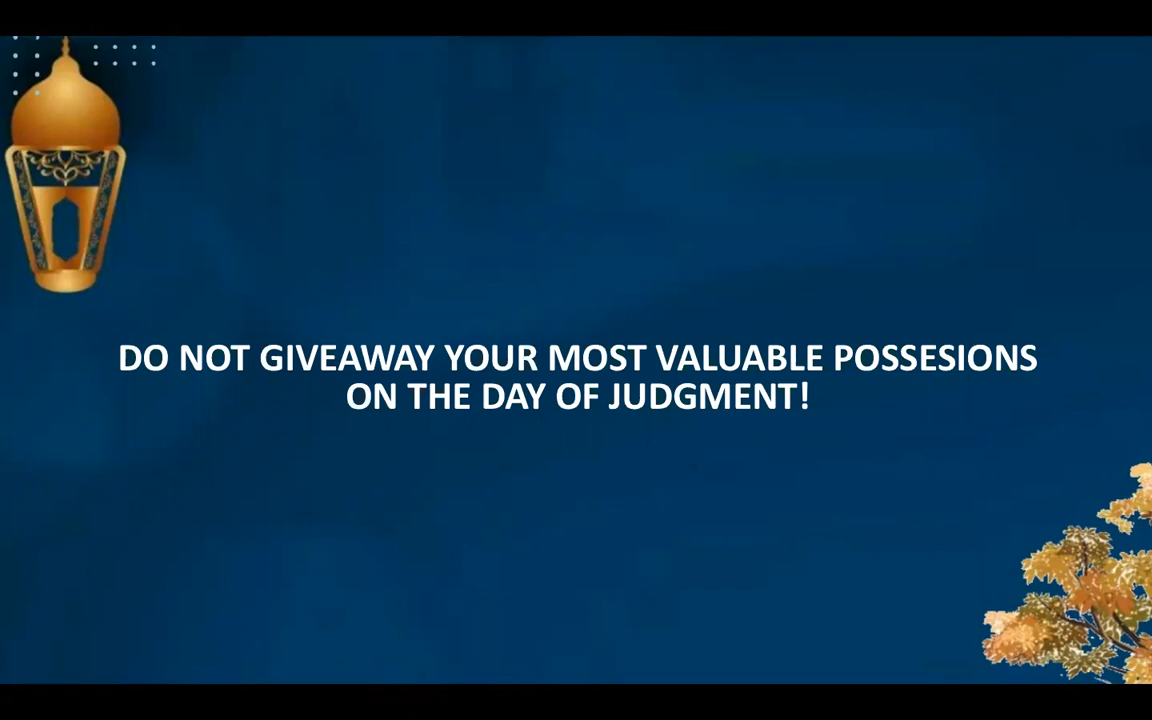 DO NOT GIVEAWAY YOUR MOST VALUABLE POSSESIONS
ON THE DAY OF JUDGMENT!